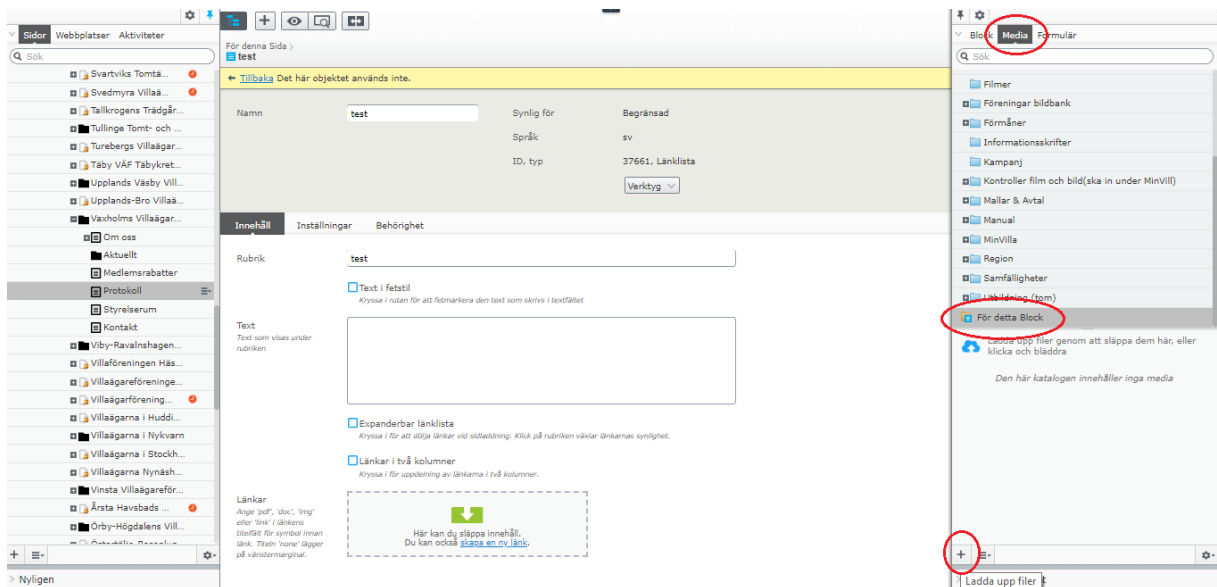 Sidor Webbplatser Aktiviteter
Sök
Svartviks Tomtä...
Svedmyra Villaä...
Tallkrogens Trädgår...
Tullinge Tomt- och ...
Turebergs Villaägar...
Täby VÄF Täbykret...
Upplands Väsby Vill...
Upplands-Bro Villaä...
Vaxholms Villaägar...
Om oss
Aktuellt
Medlemsrabatter
Protokoll
Styrelserum
Kontakt
Viby-Ravalnshagen...
Villaföreningen Häs...
Villaägareföreninge...
Villaägarförening...
Villaägarna i Huddi...
Villaägarna i Nykvarn
Villaägarna i Stockh...
Villaägarna Nynäsh...
Vinsta Villaägareför...
Årsta Havsbads ...
Örby-Högdalens Vill...
> Nyligen
För denna Sida >
test
Tillbaka Det här objektet används inte.
Namn test Synlig för Begränsad
Språk sv
ID, typ 37661, Länklista
Verktyg
Innehåll Inställningar Behörighet
Rubrik test
Text i fetstil
Kryssa i rutan för att fetmarkera den text som skrivs i textfältet
Text
Text som visas under
rubriken
Expanderbar länklista
Kryssa i för att dölja länkar vid sidladdning. Klick på rubriken växlar länkarnas synlighet.
Länkar i två kolumner
Kryssa i för uppdelning av länkarna i två kolumner.
Länkar
Ange 'pdf', 'doc', 'img'
eller 'link' i länkens
titelfält för symbol innan
länk. Titeln 'none' lägger
på vänstermarginal.
Här kan du släppa innehåll.
Du kan också skapa en ny länk.
Block Media Formulär
Sök
Filmer
Föreningar bildbank
Förmåner
Informationsskrifter
Kampanj
Kontroller film och bild(ska in under MinVill)
Mallar & Avtal
Manual
MinVilla
Region
Samfälligheter
Utbildning (tom)
För detta Block
Ladda upp filer genom att släppa dem här, eller
klicka och bläddra
Den här katalogen innehåller inga media
Ladda upp filer